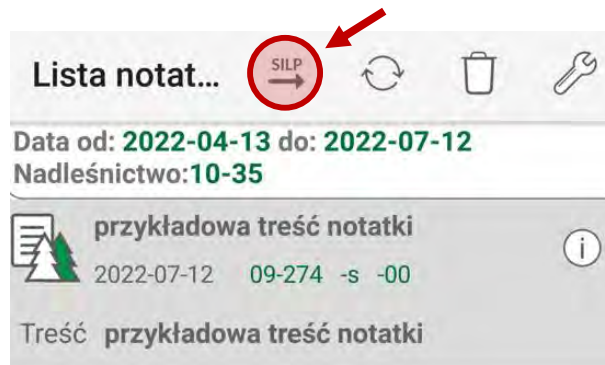 Lista notat...
SILP
Data od: 2022-04-13 do: 2022-07-12
Nadleśnictwo:10-35
przykładowa treść notatki
2022-07-12 09-274 -s -00
i
Treść przykładowa treść notatki